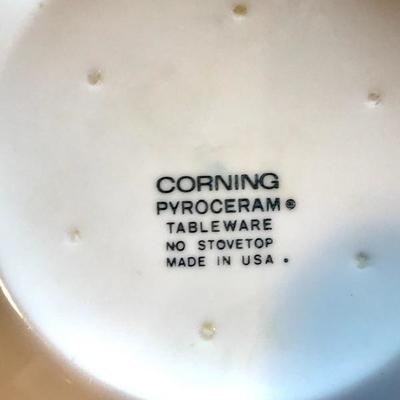 CORNING
PYROCERAM®
TABLEWARE
NO STOVETOP
MADE IN USA .